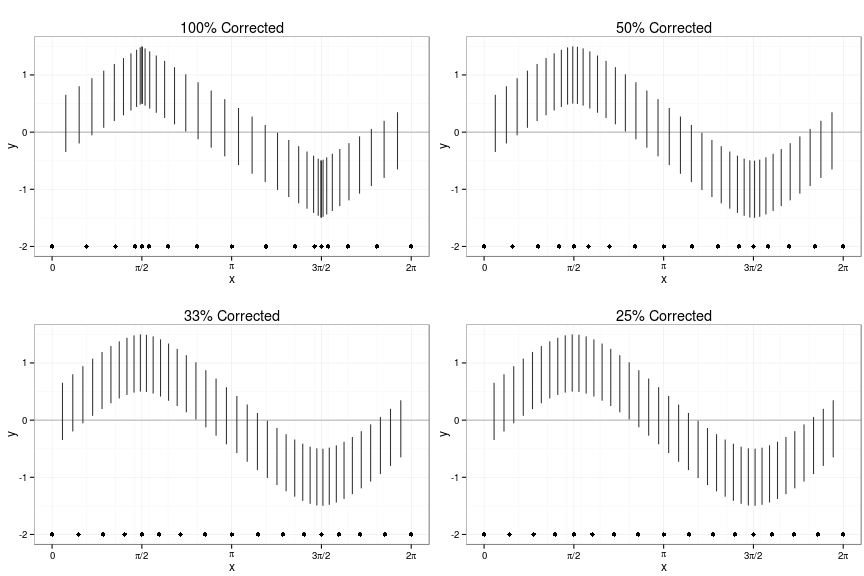 100% Corrected
50% Corrected
1
0
-1
-2
y
0
π/2
π
3π/2
2π
x
1
0
-1
-2
y
0
π/2
π
3π/2
2π
x
33% Corrected
25% Corrected
1
0
-1
-2
y
0
π/2
π
3π/2
2π
x
1
0
-1
-2
y
0
π/2
π
3π/2
2π
x